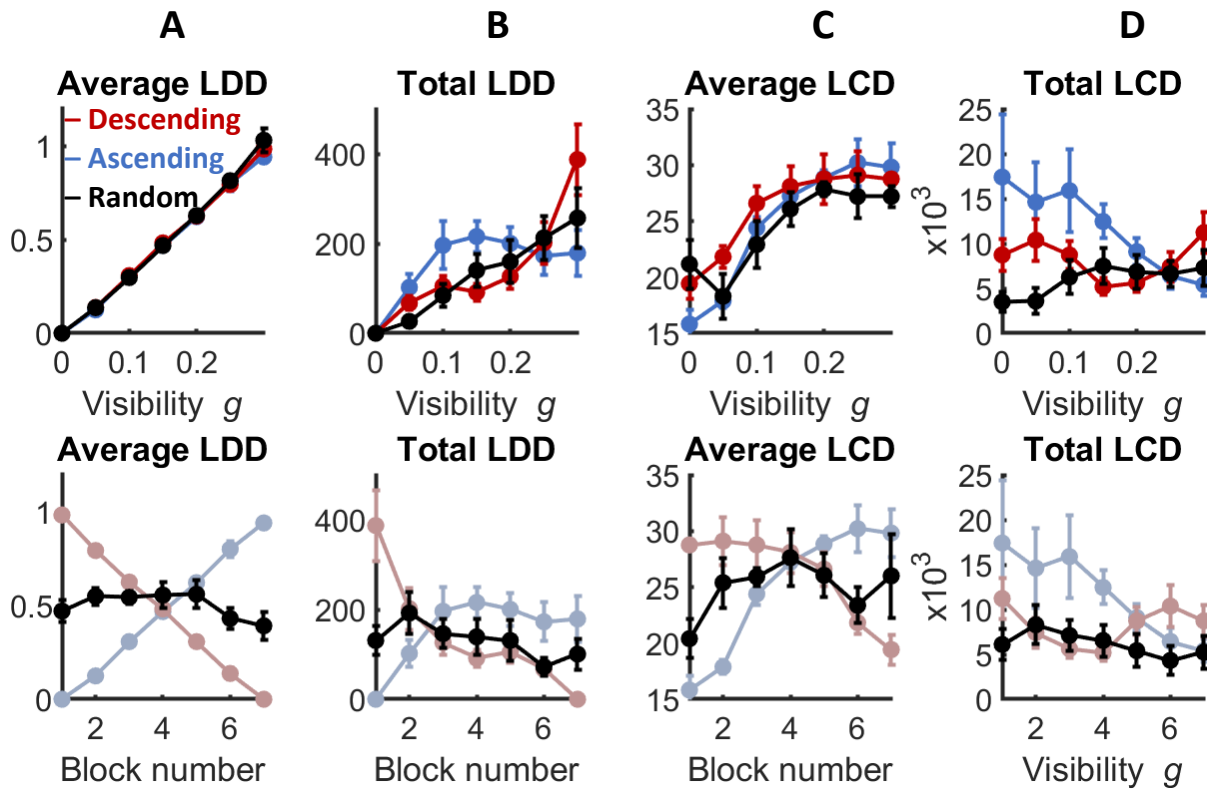 A B C D
Average LDD Total LDD Average LCD Total LCD
Descending
Ascending
Random
1
0.5
0
0 0.1 0.2
Visibility g
400
200
0
0 0.1 0.2
Visibility g
35
30
25
20
15
0 0.1 0.2
Visibility g
x10³
25
20
15
10
5
0
0 0.1 0.2
Visibility g
Average LDD Total LDD Average LCD Total LCD
1
0.5
0
2 4 6
Block number
400
200
0
2 4 6
Block number
35
30
25
20
15
2 4 6
Block number
x10³
25
20
15
10
5
0
2 4 6
Visibility g